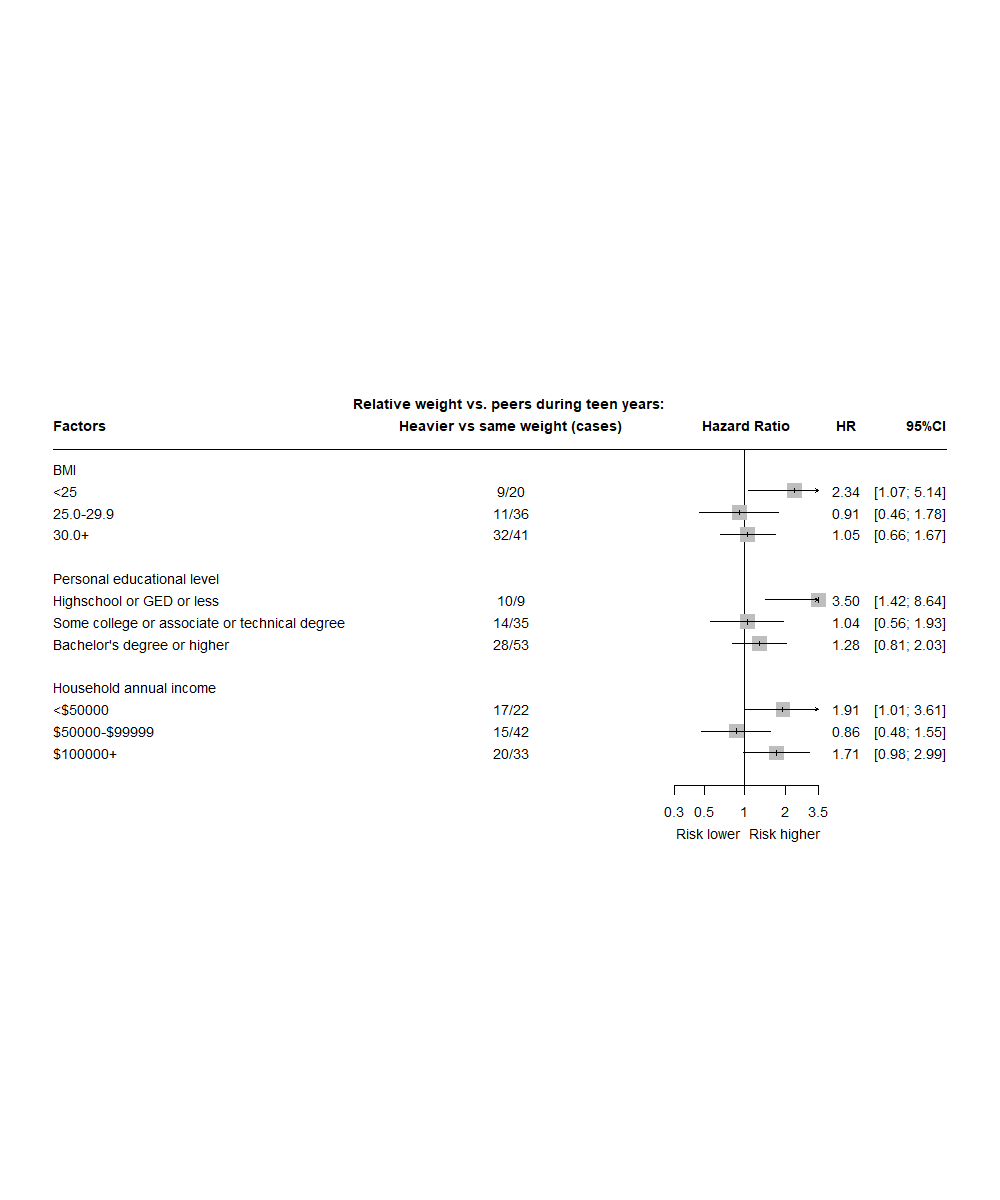 Relative weight vs. peers during teen years:
Factors Heavier vs same weight (cases) Hazard Ratio HR 95%CI
BMI
<25 9/20 2.34 [1.07; 5.14]
25.0-29.9 11/36 0.91 [0.46; 1.78]
30.0+ 32/41 1.05 [0.66; 1.67]
Personal educational level
Highschool or GED or less 10/9 3.50 [1.42; 8.64]
Some college or associate or technical degree 14/35 1.04 [0.56; 1.93]
Bachelor's degree or higher 28/53 1.28 [0.81; 2.03]
Household annual income
<$50000 17/22 1.91 [1.01; 3.61]
$50000-$99999 15/42 0.86 [0.48; 1.55]
$100000+ 20/33 1.71 [0.98; 2.99]
0.3 0.5 1 2 3.5
Risk lower Risk higher